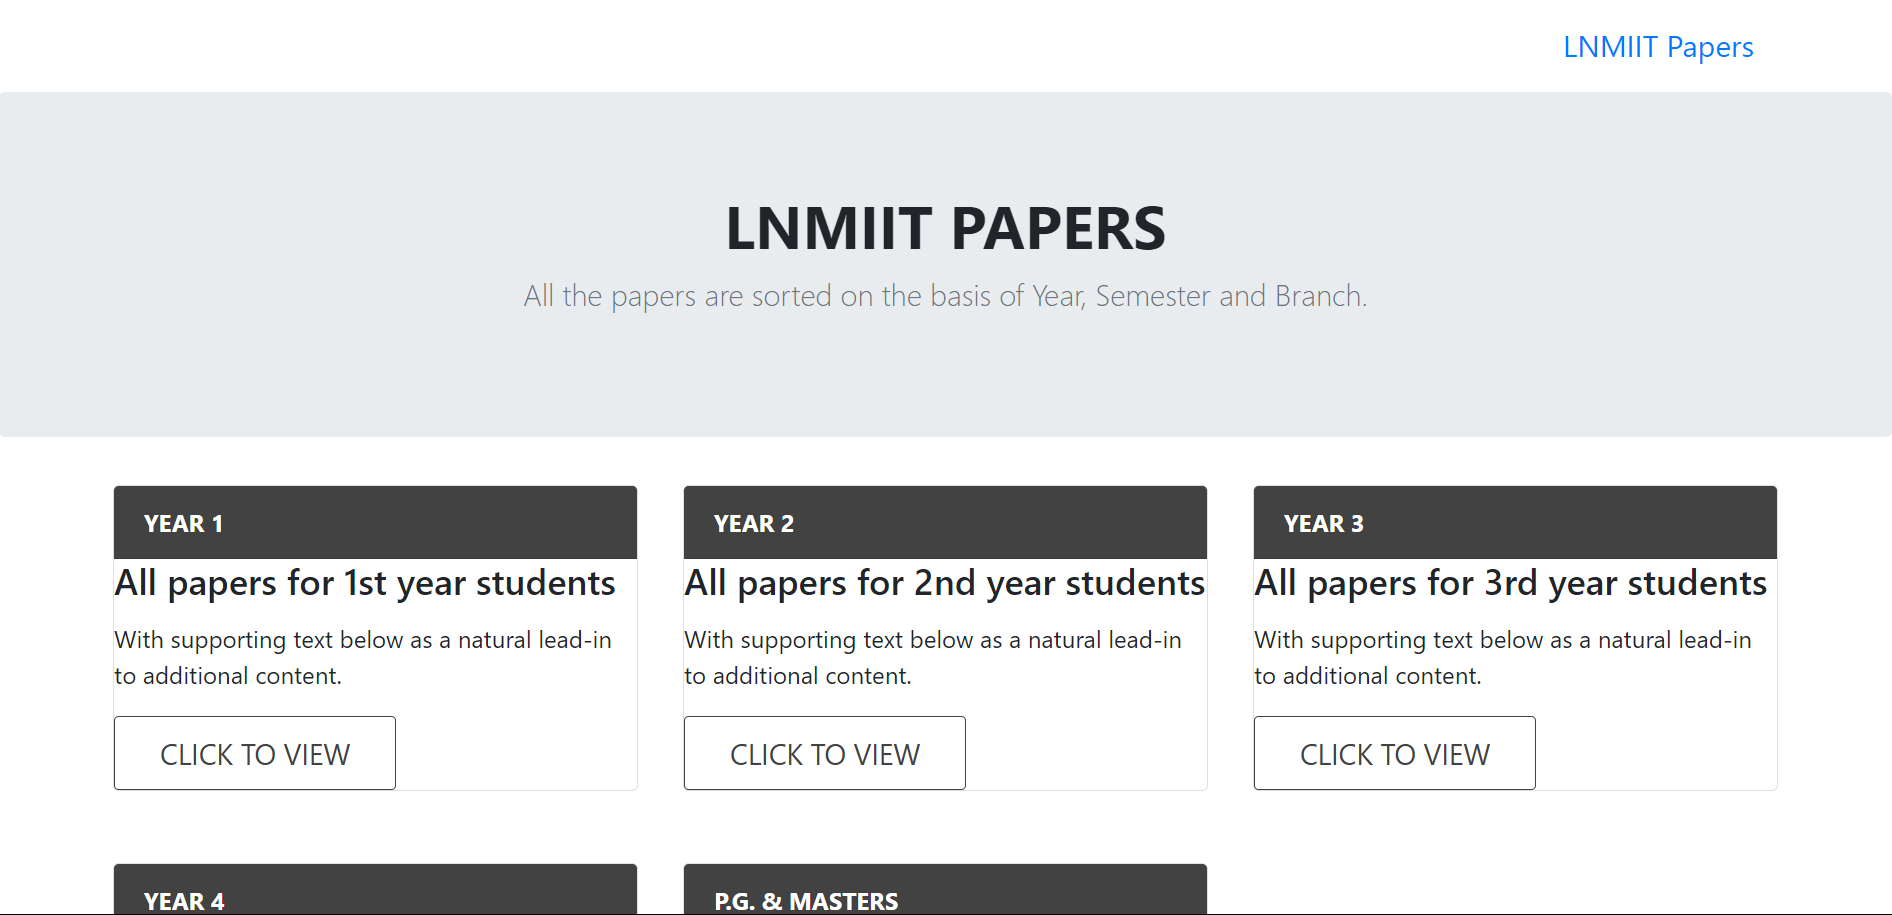 LNMIIT Papers
LNMIIT PAPERS
All the papers are sorted on the basis of Year, Semester and Branch.
YEAR 1
All papers for 1st year students
With supporting text below as a natural lead-in
to additional content.
CLICK TO VIEW
YEAR 2
All papers for 2nd year students
With supporting text below as a natural lead-in
to additional content.
CLICK TO VIEW
YEAR 3
All papers for 3rd year students
With supporting text below as a natural lead-in
to additional content.
CLICK TO VIEW
YEAR 4
P.G. & MASTERS